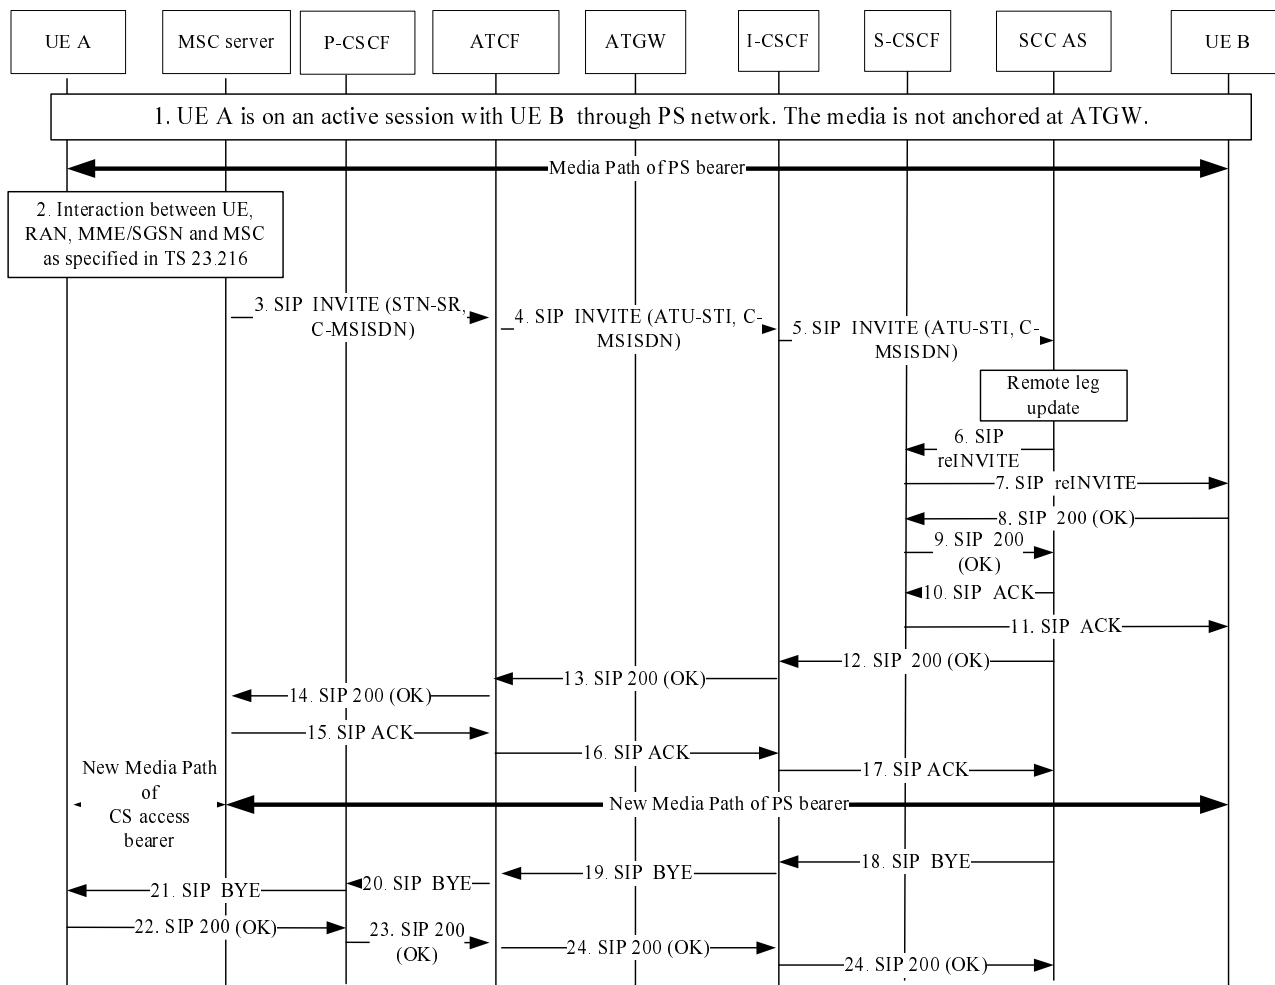 UE A
MSC server
P-CSCF
ATCF
ATGW
I-CSCF
S-CSCF
SCC AS
UE B
1. UE A is on an active session with UE B through PS network. The media is not anchored at ATGW.
Media Path of PS bearer
2. Interaction between UE,
RAN, MME/SGSN and MSC
as specified in TS 23.216
3. SIP INVITE (STN-SR,
C-MSISDN)
4. SIP INVITE (ATU-STI, C-
MSISDN)
5. SIP INVITE (ATU-STI, C-
MSISDN)
Remote leg
update
6. SIP
reINVITE
7. SIP reINVITE
8. SIP 200 (OK)
9. SIP 200
(OK)
10. SIP ACK
11. SIP ACK
12. SIP 200 (OK)
13. SIP 200 (OK)
14. SIP 200 (OK)
15. SIP ACK
16. SIP ACK
17. SIP ACK
New Media Path
of
CS access
bearer
New Media Path of PS bearer
18. SIP BYE
19. SIP BYE
20. SIP BYE
21. SIP BYE
22. SIP 200 (OK)
23. SIP 200
(OK)
24. SIP 200 (OK)
24. SIP 200 (OK)